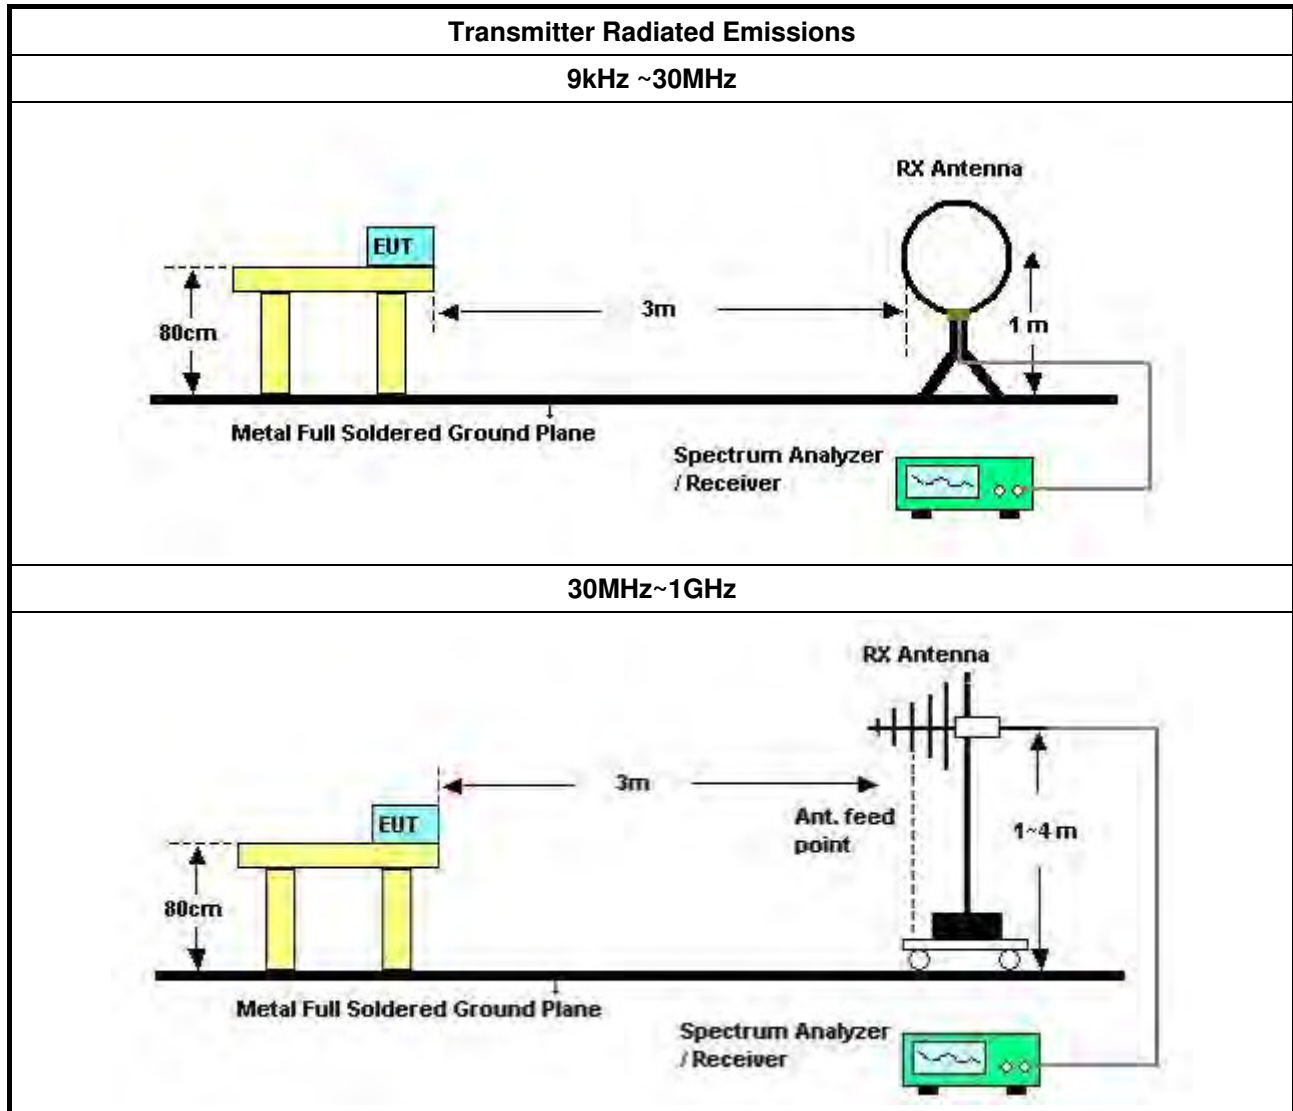 Transmitter Radiated Emissions
9kHz ~30MHz
RX Antenna
EUT
3m
1 m
80cm
Metal Full Soldered Ground Plane
Spectrum Analyzer
/ Receiver
30MHz~1GHz
RX Antenna
3m
EUT
Ant. feed
point
1~4 m
80cm
Metal Full Soldered Ground Plane
Spectrum Analyzer
/ Receiver